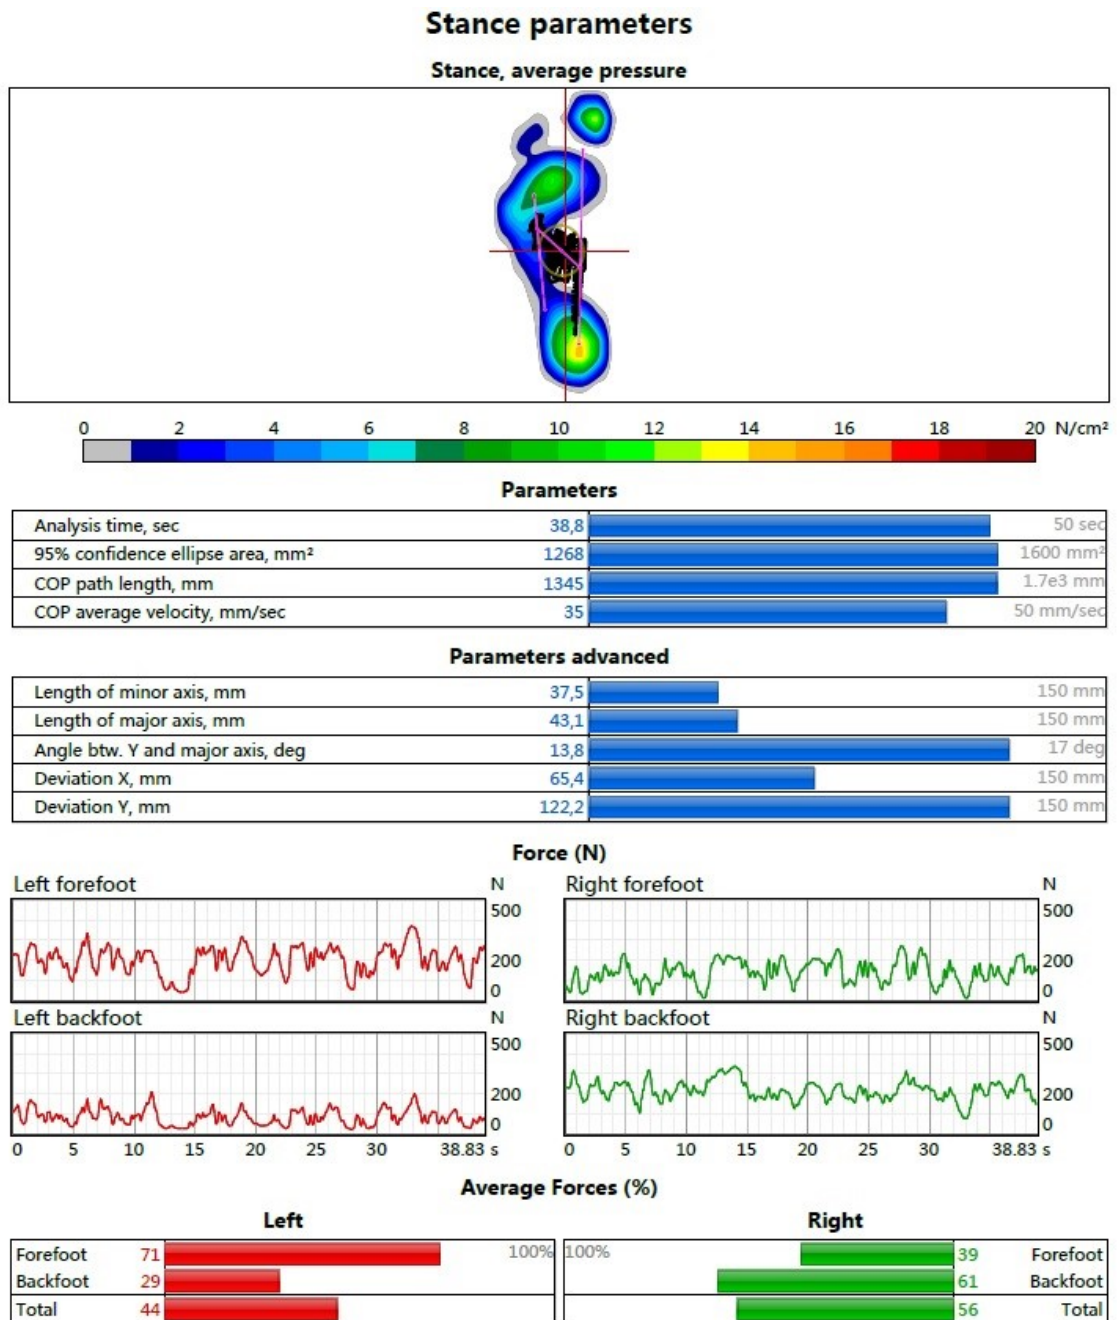 Stance parameters
Stance, average pressure
0 2 4 6 8 10 12 14 16 18 20 N/cm²
Parameters
Analysis time, sec 38,8 50 sec
95% confidence ellipse area, mm² 1268 1600 mm²
COP path length, mm 1345 1.7e3 mm
COP average velocity, mm/sec 35 50 mm/sec
Parameters advanced
Length of minor axis, mm 37,5 150 mm
Length of major axis, mm 43,1 150 mm
Angle btw. Y and major axis, deg 13,8 17 deg
Deviation X, mm 65,4 150 mm
Deviation Y, mm 122,2 150 mm
Force (N)
Left forefoot N Right forefoot N
500 500
200 200
0 0
Left backfoot N Right backfoot N
500 500
200 200
0 0
0 5 10 15 20 25 30 38.83 s 0 5 10 15 20 25 30 38.83 s
Average Forces (%)
Left Right
Forefoot 71 100% 100% 39 Forefoot
Backfoot 29 61 Backfoot
Total 44 56 Total